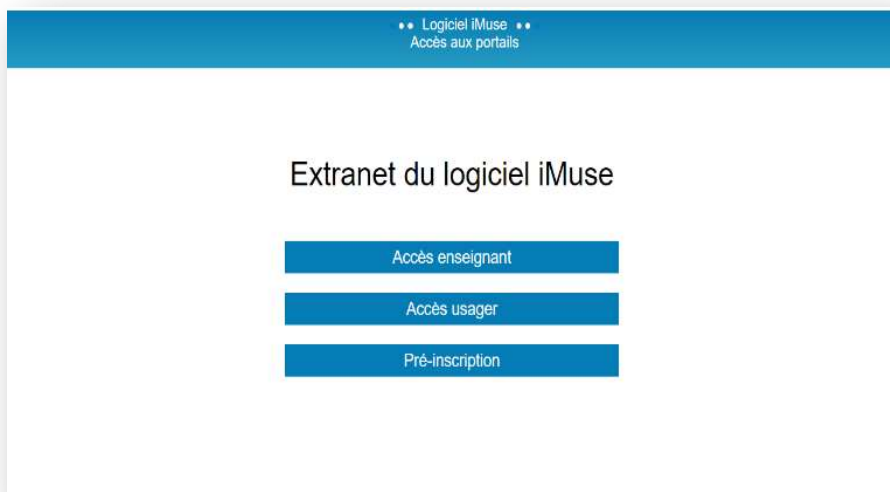 •• Logiciel iMuse ••
Accès aux portails
Extranet du logiciel iMuse
Accès enseignant
Accès usager
Pré-inscription